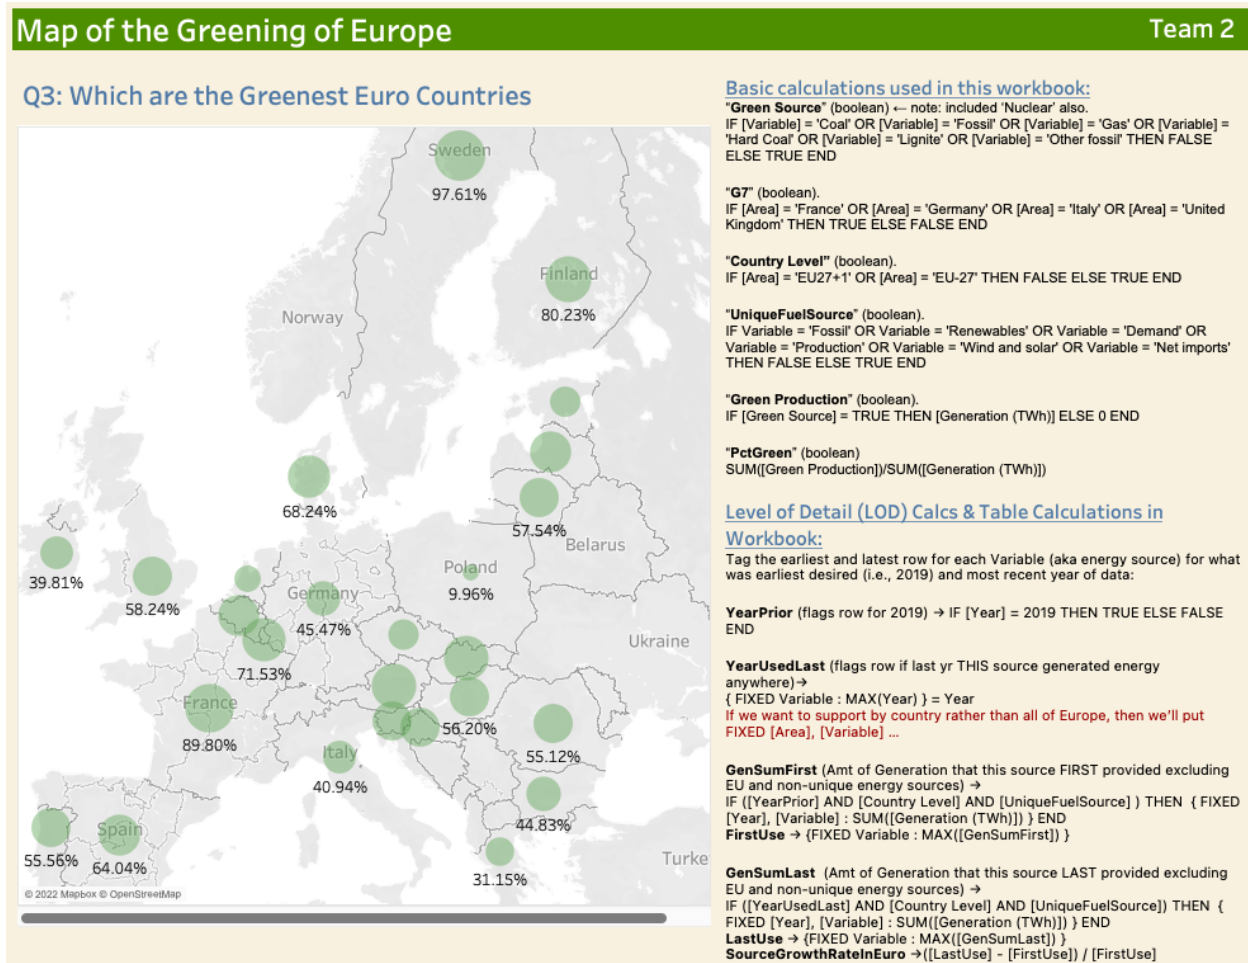 Map of the Greening of Europe
Team 2
Q3: Which are the Greenest Euro Countries
Sweden
97.61%
Finland
80.23%
Norway
68.24%
57.54%
Belarus
39.81%
58.24%
Poland
9.96%
Germany
45.47%
Ukraine
71.53%
France
89.80%
56.20%
55.12%
Italy
40.94%
44.83%
Spain
55.56%
64.04%
31.15%
Turke
© 2022 Mapbox © OpenStreetMap
Basic calculations used in this workbook:
"Green Source" (boolean) ← note: included 'Nuclear' also.
IF [Variable] = 'Coal' OR [Variable] = 'Fossil' OR [Variable] = 'Gas' OR [Variable] =
'Hard Coal' OR [Variable] = 'Lignite' OR [Variable] = 'Other fossil' THEN FALSE
ELSE TRUE END
"G7" (boolean).
IF [Area] = 'France' OR [Area] = 'Germany' OR [Area] = 'Italy' OR [Area] = 'United
Kingdom' THEN TRUE ELSE FALSE END
"Country Level" (boolean).
IF [Area] = 'EU27+1' OR [Area] = 'EU-27' THEN FALSE ELSE TRUE END
"UniqueFuelSource" (boolean).
IF Variable = 'Fossil' OR Variable = 'Renewables' OR Variable = 'Demand' OR
Variable = 'Production' OR Variable = 'Wind and solar' OR Variable = 'Net imports'
THEN FALSE ELSE TRUE END
"Green Production" (boolean).
IF [Green Source] = TRUE THEN [Generation (TWh)] ELSE 0 END
"PctGreen" (boolean)
SUM([Green Production])/SUM([Generation (TWh)])
Level of Detail (LOD) Calcs & Table Calculations in
Workbook:
Tag the earliest and latest row for each Variable (aka energy source) for what
was earliest desired (i.e., 2019) and most recent year of data:
YearPrior (flags row for 2019) → IF [Year] = 2019 THEN TRUE ELSE FALSE
END
YearUsedLast (flags row if last yr THIS source generated energy
anywhere)→
{ FIXED Variable : MAX(Year) } = Year
If we want to support by country rather than all of Europe, then we'll put
FIXED [Area], [Variable] ...
GenSumFirst (Amt of Generation that this source FIRST provided excluding
EU and non-unique energy sources) →
IF ([YearPrior] AND [Country Level] AND [UniqueFuelSource] ) THEN { FIXED
[Year], [Variable] : SUM([Generation (TWh)]) } END
FirstUse → {FIXED Variable : MAX([GenSumFirst]) }
GenSumLast (Amt of Generation that this source LAST provided excluding
EU and non-unique energy sources) →
IF ([YearUsedLast] AND [Country Level] AND [UniqueFuelSource]) THEN {
FIXED [Year], [Variable] : SUM([Generation (TWh)]) } END
LastUse → {FIXED Variable : MAX([GenSumLast]) }
SourceGrowthRateInEuro →([LastUse] - [FirstUse]) / [FirstUse]